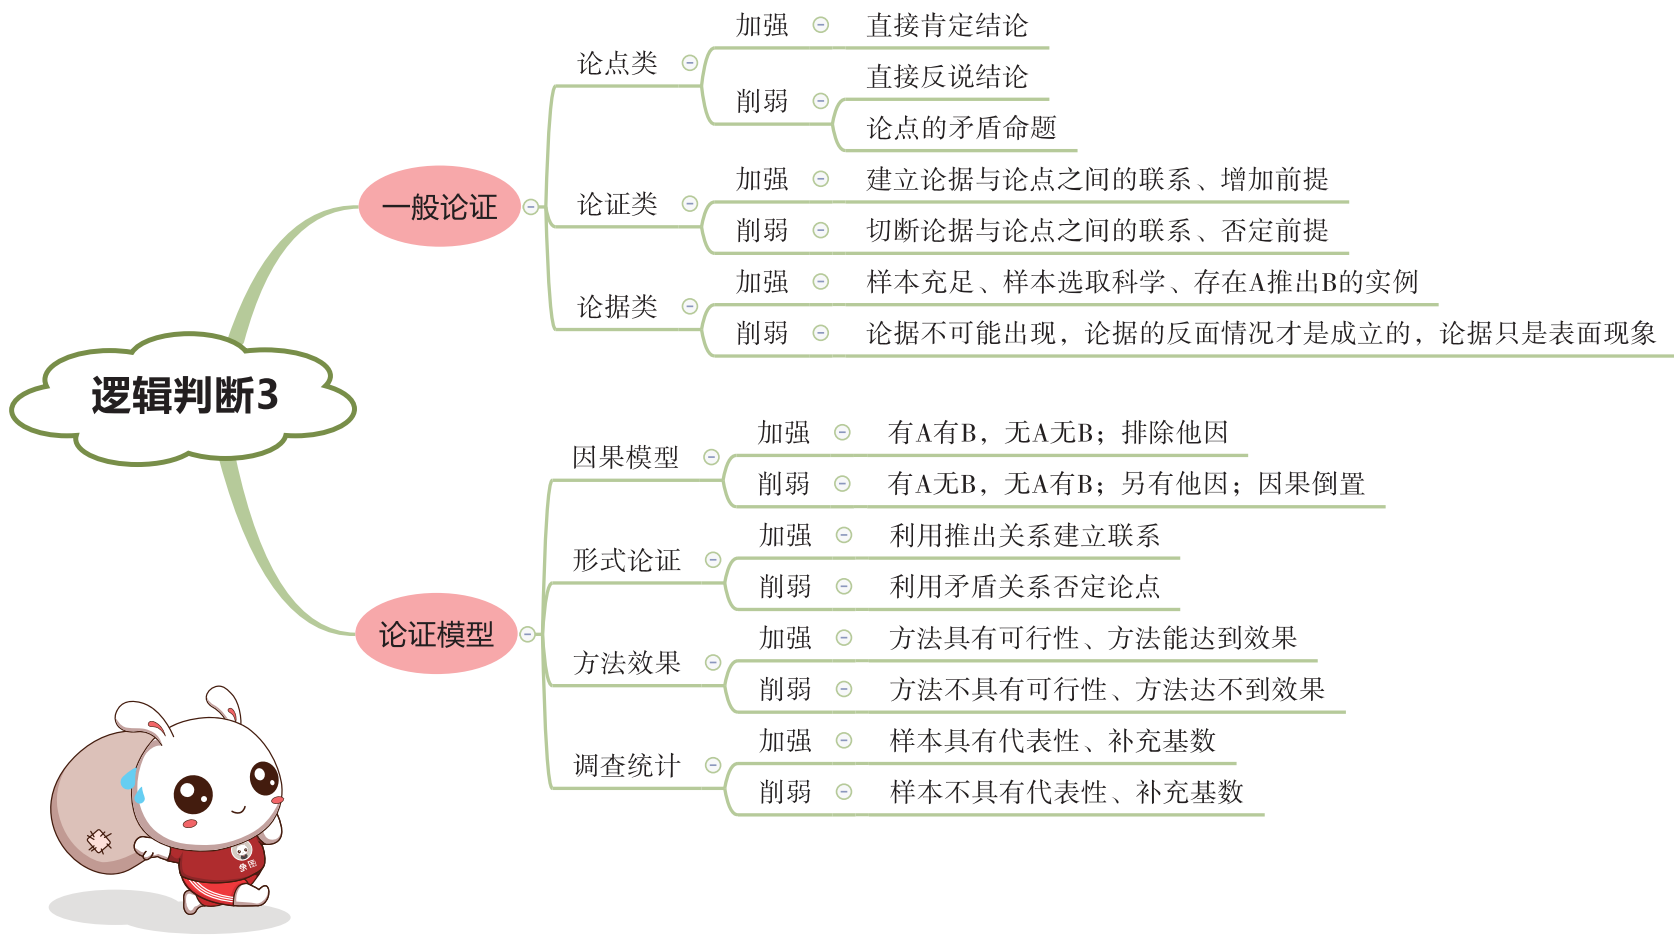 逻辑判断3
一般论证
论点类
加强
直接肯定结论
削弱
直接反说结论
论点的矛盾命题
论证类
加强
建立论据与论点之间的联系、增加前提
削弱
切断论据与论点之间的联系、否定前提
论据类
加强
样本充足、样本选取科学、存在A推出B的实例
削弱
论据不可能出现，论据的反面情况才是成立的，论据只是表面现象
论证模型
因果模型
加强
有A有B，无A无B；排除他因
削弱
有A无B，无A有B；另有他因；因果倒置
形式论证
加强
利用推出关系建立联系
削弱
利用矛盾关系否定论点
方法效果
加强
方法具有可行性、方法能达到效果
削弱
方法不具有可行性、方法达不到效果
调查统计
加强
样本具有代表性、补充基数
削弱
样本不具有代表性、补充基数